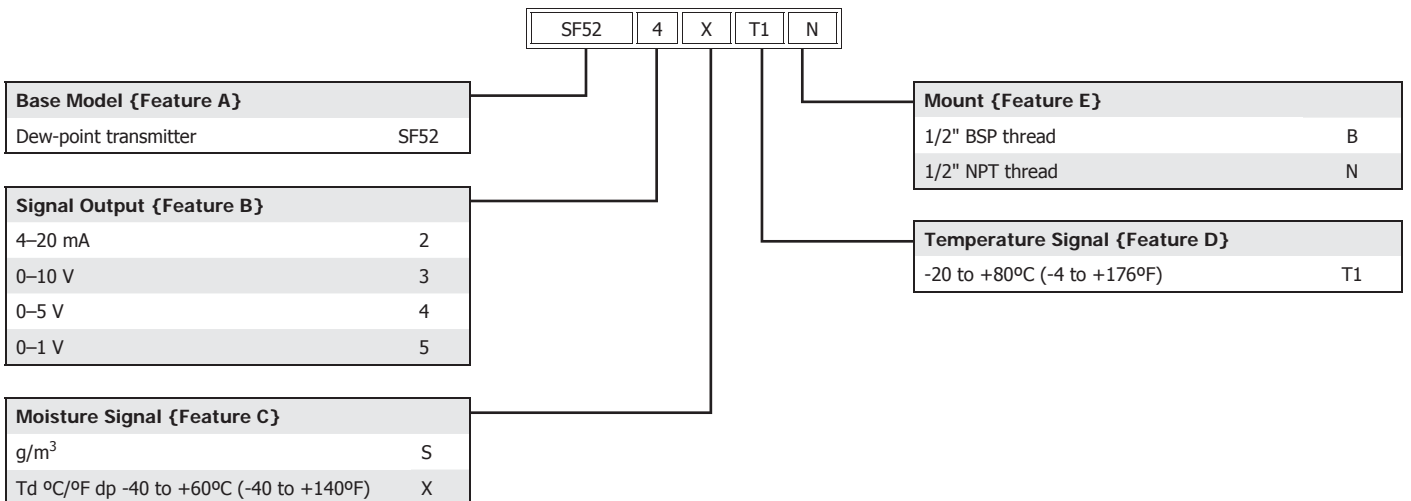 SF52 4 X T1 N
Base Model {Feature A}
Dew-point transmitter SF52
Signal Output {Feature B}
4–20 mA 2
0–10 V 3
0–5 V 4
0–1 V 5
Moisture Signal {Feature C}
g/m³ S
Td ºC/ºF dp -40 to +60ºC (-40 to +140ºF) X
Mount {Feature E}
1/2" BSP thread B
1/2" NPT thread N
Temperature Signal {Feature D}
-20 to +80ºC (-4 to +176ºF) T1